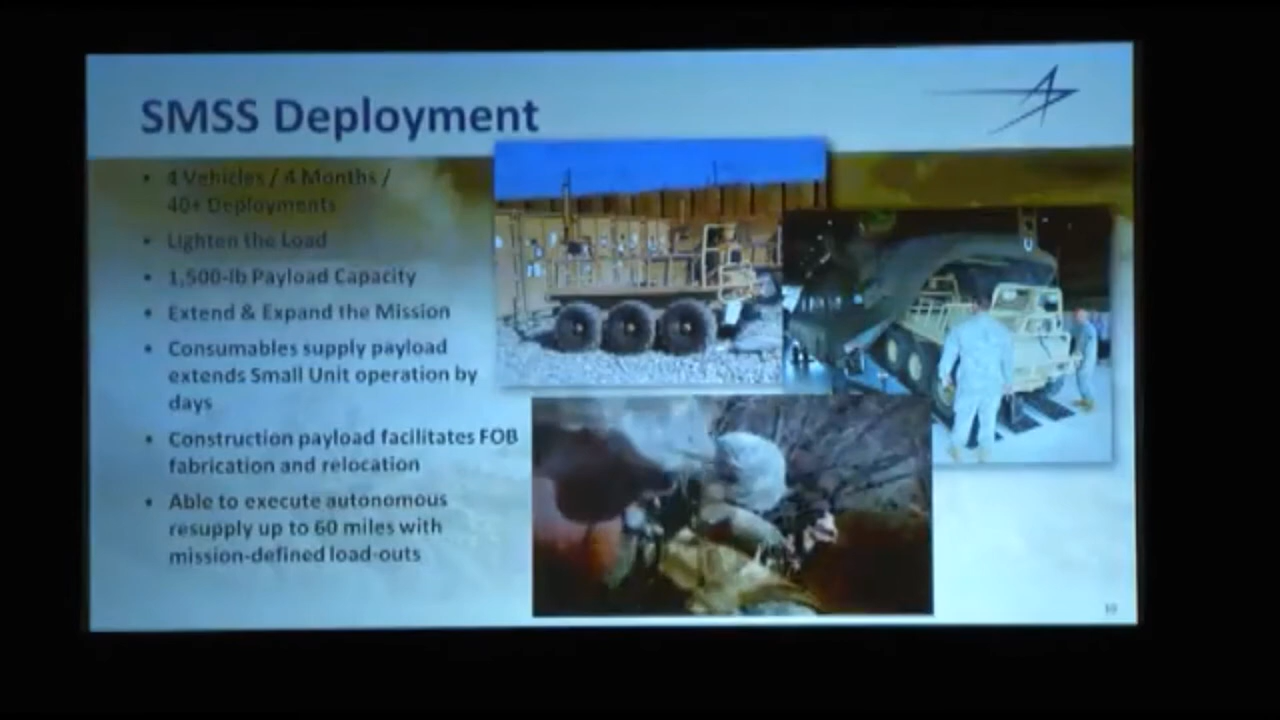 SMSS Deployment
• 4 Vehicles / 4 Months /
40+ Deployments
• Lighten the Load
• 1,500-lb Payload Capacity
• Extend & Expand the Mission
• Consumables supply payload
extends Small Unit operation by
days
• Construction payload facilitates FOB
fabrication and relocation
• Able to execute autonomous
resupply up to 60 miles with
mission-defined load-outs